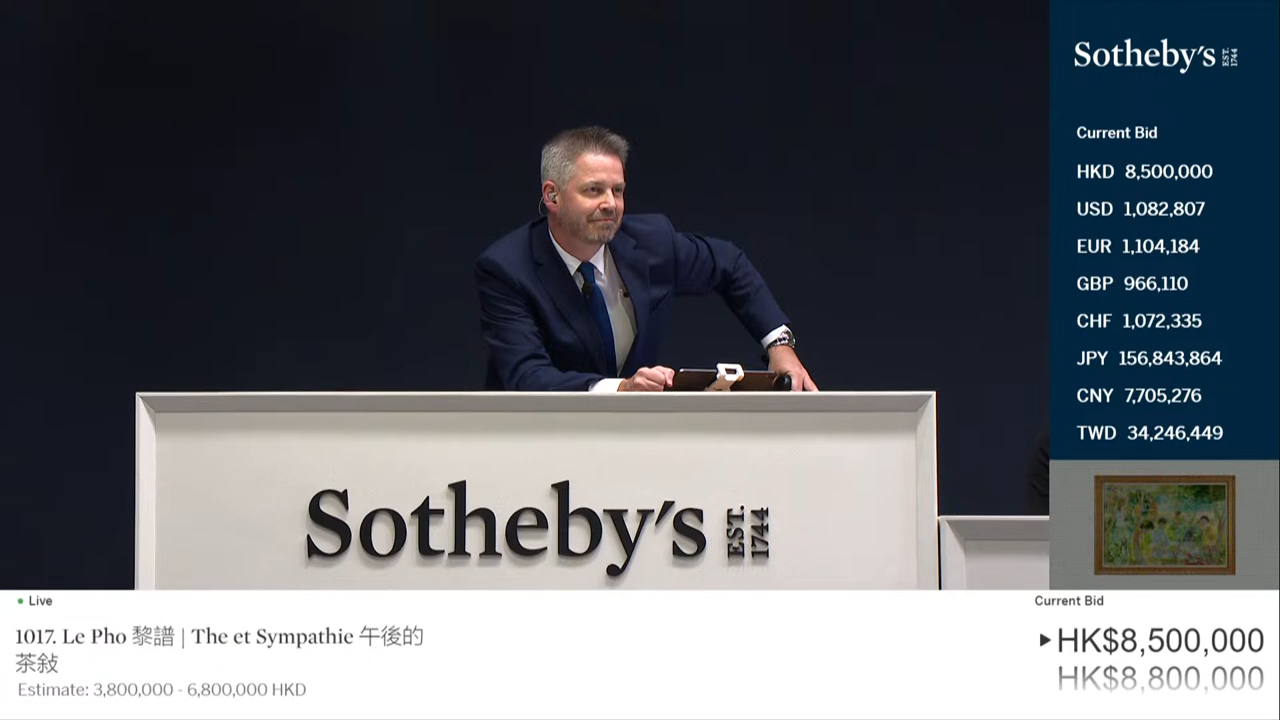 Sotheby's EST. 1744
Current Bid
HKD 8,500,000
USD 1,082,807
EUR 1,104,184
GBP 966,110
CHF 1,072,335
JPY 156,843,864
CNY 7,705,276
TWD 34,246,449
Sotheby's EST. 1744
Live
1017. Le Pho 黎譜 | The et Sympathie 午後的
茶敍
Estimate: 3,800,000 - 6,800,000 HKD
Current Bid
HK$8,500,000
HK$8,800,000